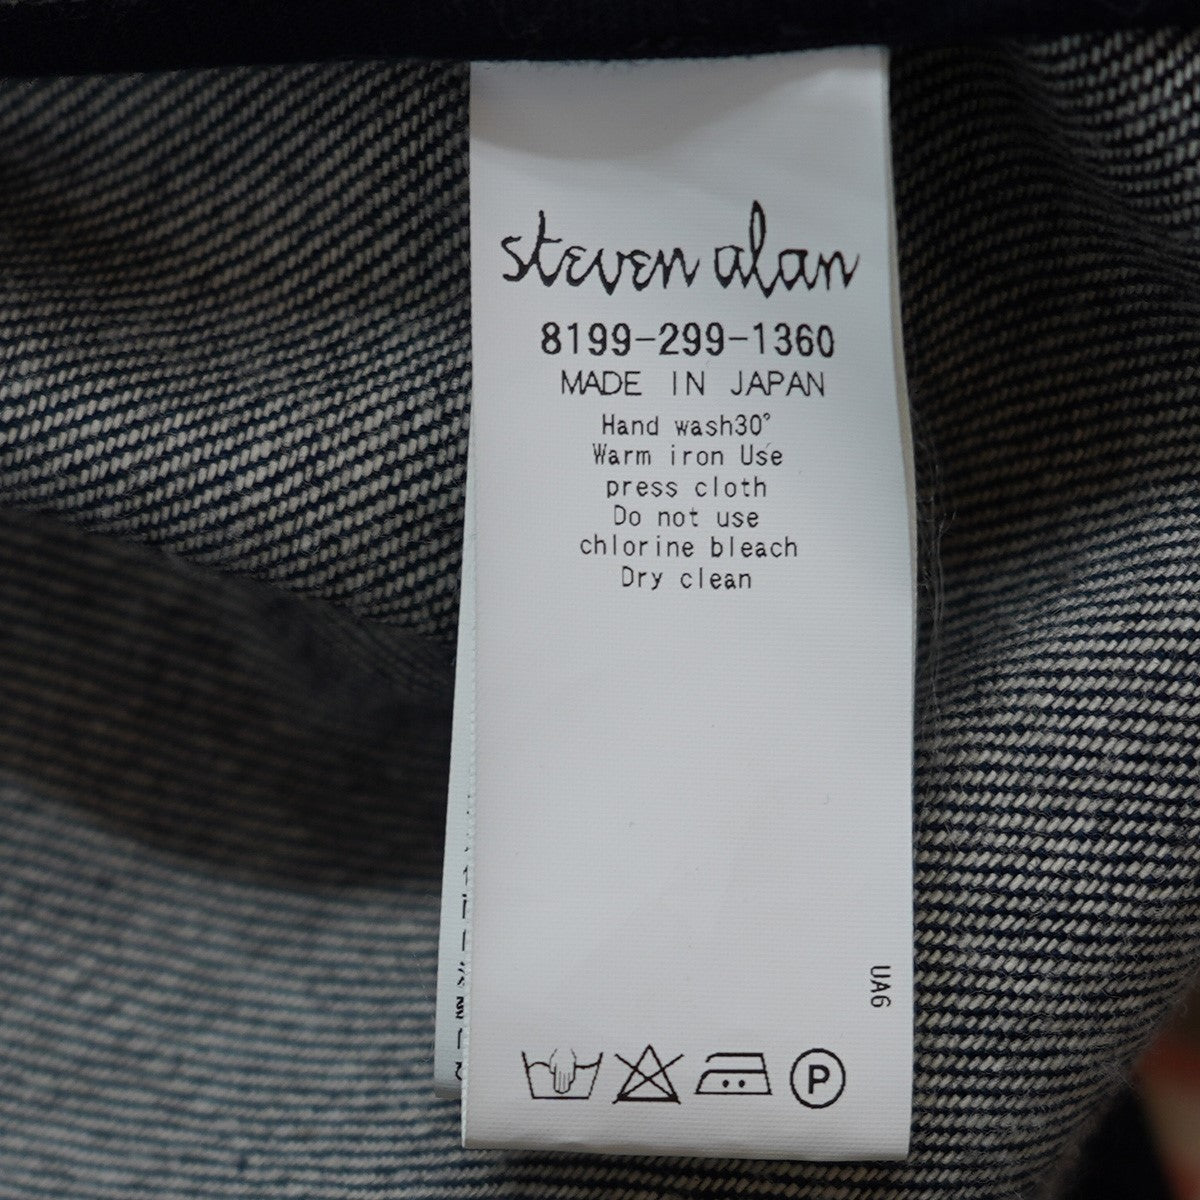 steven alan
8199-299-1360
MADE IN JAPAN
Hand wash30°
Warm iron Use
press cloth
Do not use
chlorine bleach
Dry clean
UA6
P